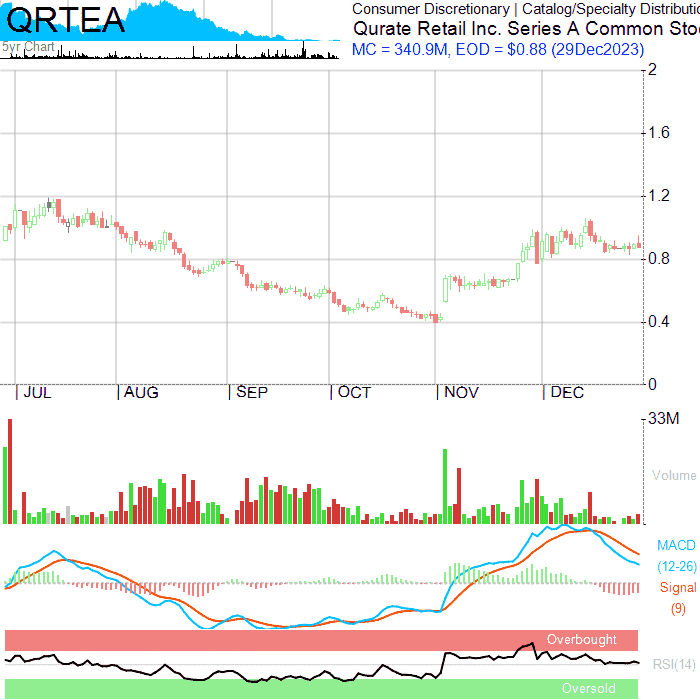 QRTEA
5yr Chart
Consumer Discretionary | Catalog/Specialty Distributio
Qurate Retail Inc. Series A Common Sto
MC = 340.9M, EOD = $0.88 (29Dec2023)
2
1.6
1.2
0.8
0.4
0
JUL AUG SEP OCT NOV DEC
33M
Volume
MACD
(12-26)
Signal
(9)
Overbought
RSI(14)
Oversold